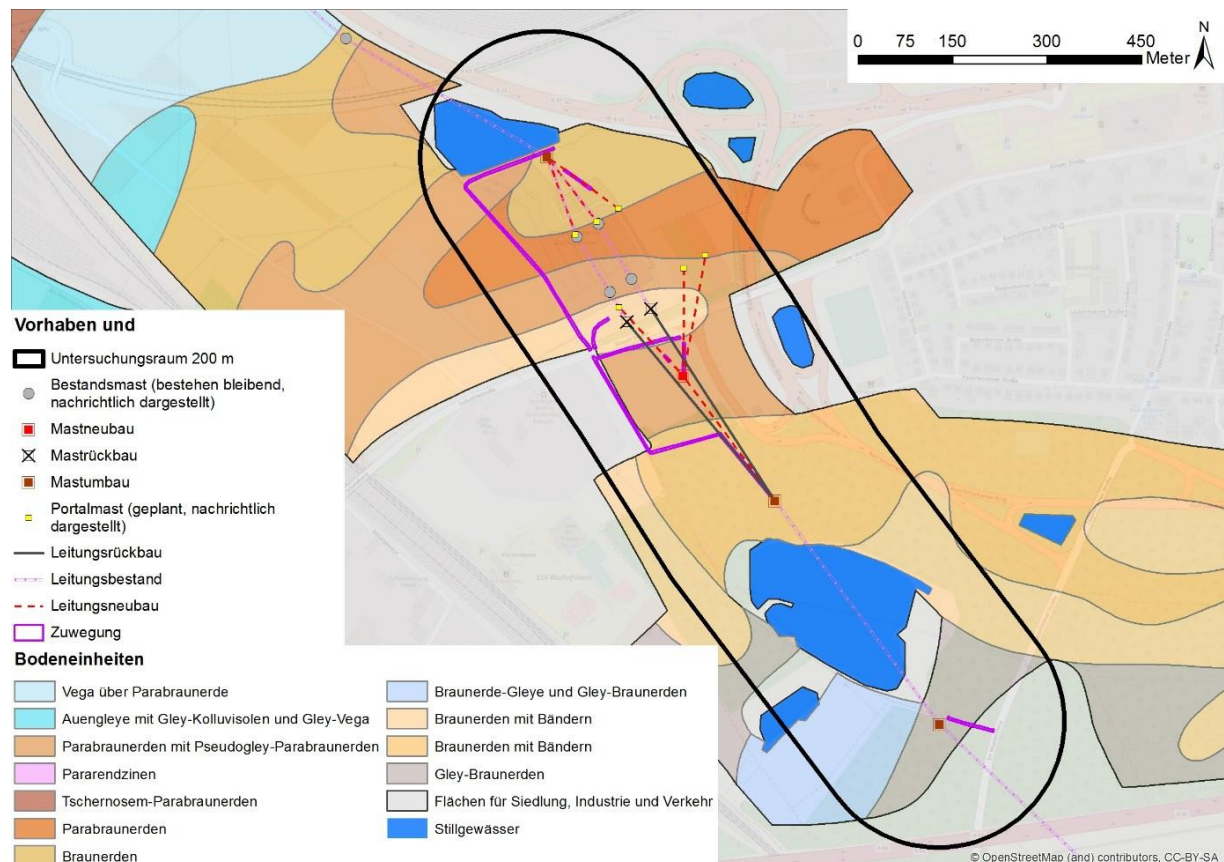 N
0 75 150 300 450
Meter
Vorhaben und
Untersuchungsraum 200 m
Bestandsmast (bestehen bleibend,
nachrichtlich dargestellt)
Mastneubau
Mastrückbau
Mastumbau
Portalmast (geplant, nachrichtlich
dargestellt)
Leitungsrückbau
Leitungsbestand
Leitungsneubau
Zuwegung
Bodeneinheiten
Vega über Parabraunerde
Auengleye mit Gley-Kolluvisolen und Gley-Vega
Parabraunerden mit Pseudogley-Parabraunerden
Pararendzinen
Tschernosem-Parabraunerden
Parabraunerden
Braunerden
Braunerde-Gleye und Gley-Braunerden
Braunerden mit Bändern
Braunerden mit Bändern
Gley-Braunerden
Flächen für Siedlung, Industrie und Verkehr
Stillgewässer
© OpenStreetMap (and) contributors, CC-BY-SA